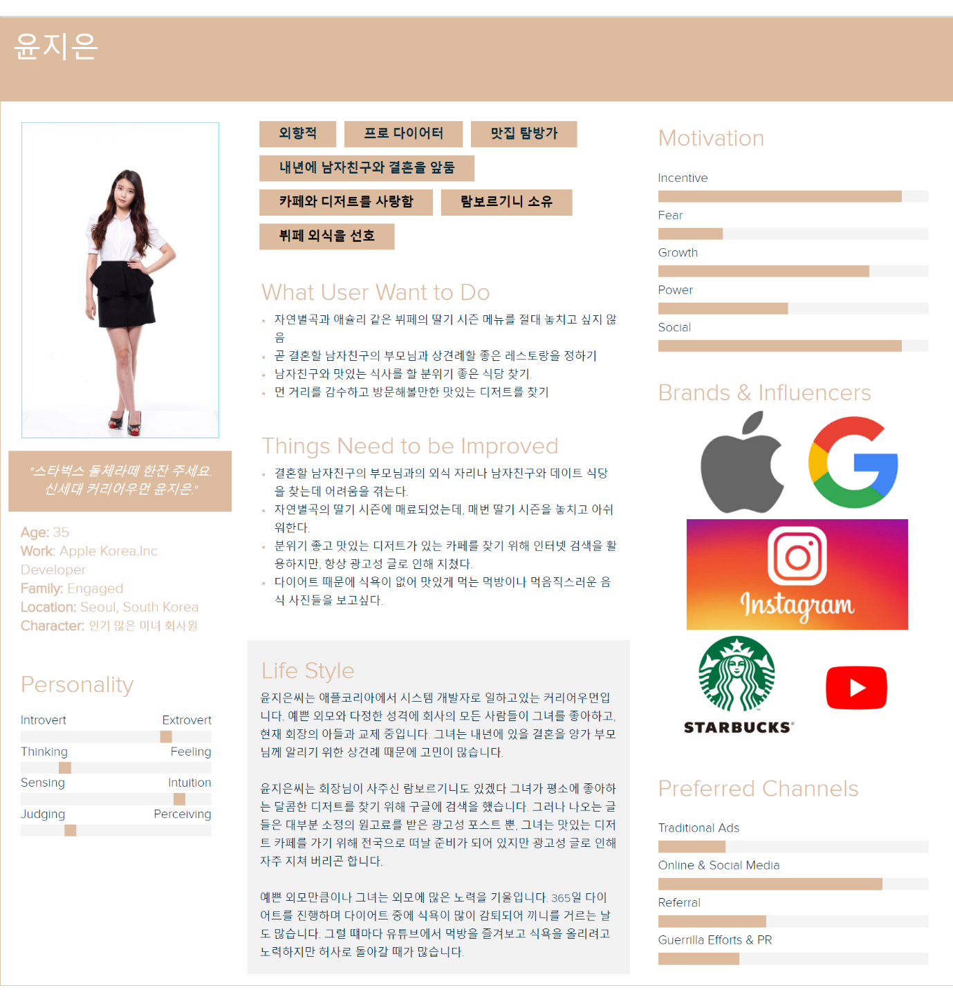 윤지은
"스타벅스 돌체라떼 한잔 주세요.
신세대 커리어우먼 윤지은."
Age: 35
Work: Apple Korea.Inc
Developer
Family: Engaged
Location: Seoul, South Korea
Character: 인기 많은 미녀 회사원
Personality
Introvert Extrovert
Thinking Feeling
Sensing Intuition
Judging Perceiving
외향적 프로 다이어터 맛집 탐방가
내년에 남자친구와 결혼을 앞둠
카페와 디저트를 사랑함 람보르기니 소유
뷔페 외식을 선호
What User Want to Do
자연별곡과 애슐리 같은 뷔페의 딸기 시즌 메뉴를 절대 놓치고 싶지 않
음
곧 결혼할 남자친구의 부모님과 상견례할 좋은 레스토랑을 정하기
남자친구와 맛있는 식사를 할 분위기 좋은 식당 찾기.
먼 거리를 감수하고 방문해볼만한 맛있는 디저트를 찾기
Things Need to be Improved
결혼할 남자친구의 부모님과의 외식 자리나 남자친구와 데이트 식당
을 찾는데 어려움을 겪는다.
자연별곡의 딸기 시즌에 매료되었는데, 매번 딸기 시즌을 놓치고 아쉬
워한다.
분위기 좋고 맛있는 디저트가 있는 카페를 찾기 위해 인터넷 검색을 활
용하지만, 항상 광고성 글로 인해 지쳤다.
다이어트 때문에 식욕이 없어 맛있게 먹는 먹방이나 먹음직스러운 음
식 사진들을 보고싶다.
Life Style
윤지은씨는 애플코리아에서 시스템 개발자로 일하고있는 커리어우먼입
니다. 예쁜 외모와 다정한 성격에 회사의 모든 사람들이 그녀를 좋아하고,
현재 회장의 아들과 교제 중입니다. 그녀는 내년에 있을 결혼을 양가 부모
님께 알리기 위한 상견례 때문에 고민이 많습니다.
윤지은씨는 회장님이 사주신 람보르기니도 있겠다 그녀가 평소에 좋아하
는 달콤한 디저트를 찾기 위해 구글에 검색을 했습니다. 그러나 나오는 글
들은 대부분 소정의 원고료를 받은 광고성 포스트 뿐, 그녀는 맛있는 디저
트 카페를 가기 위해 전국으로 떠날 준비가 되어 있지만 광고성 글로 인해
자주 지쳐 버리곤 합니다.
예쁜 외모만큼이나 그녀는 외모에 많은 노력을 기울입니다. 365일 다이
어트를 진행하며 다이어트 중에 식욕이 많이 감퇴되어 끼니를 거르는 날
도 많습니다. 그럴 때마다 유튜브에서 먹방을 즐겨보고 식욕을 올리려고
노력하지만 허사로 돌아갈 때가 많습니다.
Motivation
Incentive
Fear
Growth
Power
Social
Brands & Influencers
Instagram
STARBUCKS®
Preferred Channels
Traditional Ads
Online & Social Media
Referral
Guerrilla Efforts & PR